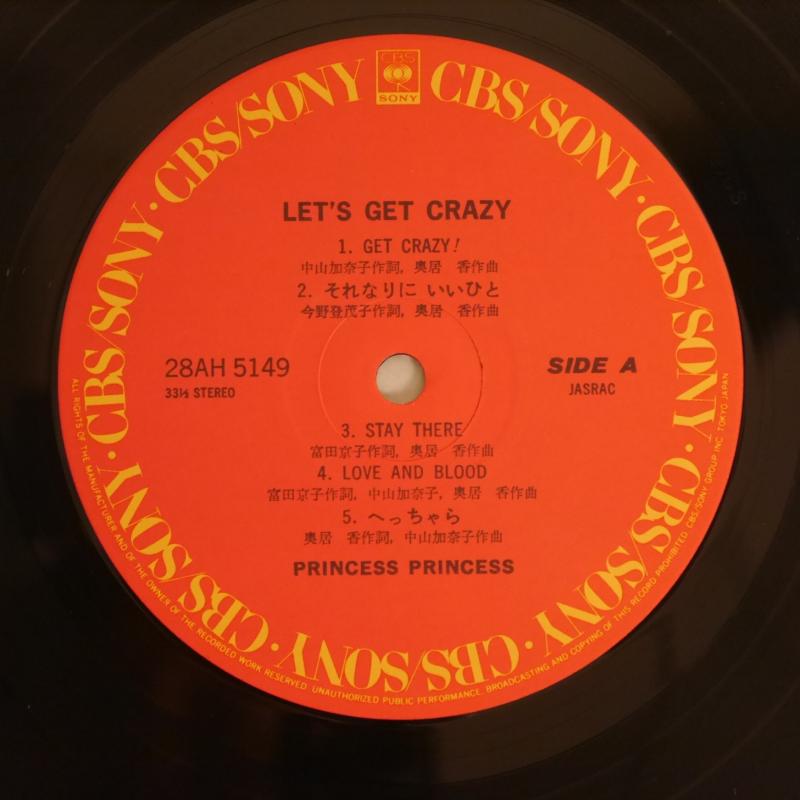 CBS
SONY
CBS/SONY · CBS/SONY · CBS/SONY · CBS/SONY · CBS/SONY · CBS/SONY · CBS/SONY · CBS/SONY
LET'S GET CRAZY
1. GET CRAZY!
中山加奈子作詞, 奥居 香作曲
2. それなりに いいひと
今野登茂子作詞, 奥居 香作曲
28AH 5149
33⅓ STEREO
SIDE A
JASRAC
3. STAY THERE
富田京子作詞, 奥居 香作曲
4. LOVE AND BLOOD
富田京子作詞, 中山加奈子, 奥居 香作曲
5. へっちゃら
奥居 香作詞, 中山加奈子作曲
PRINCESS PRINCESS
ALL RIGHTS OF THE MANUFACTURER AND OF THE OWNER OF THE RECORDED WORK RESERVED. UNAUTHORIZED PUBLIC PERFORMANCE. BROADCASTING AND COPYING OF THIS RECORD PROHIBITED CBS/SONY GROUP INC. TOKYO JAPAN